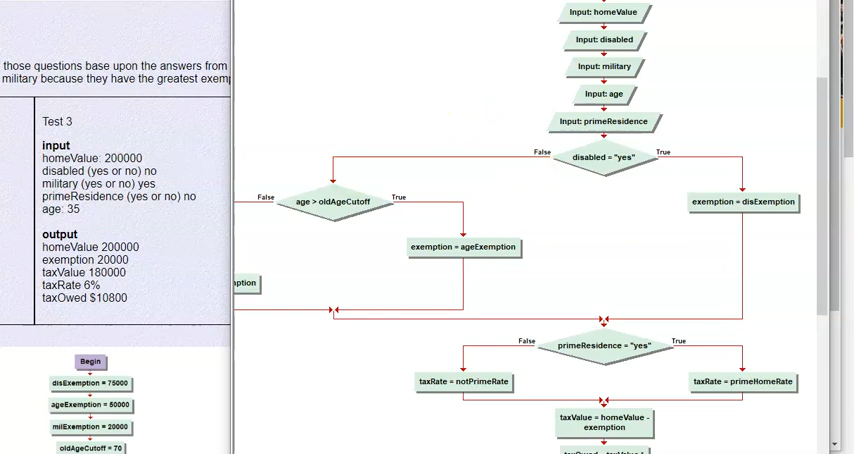 those questions base upon the answers from
military because they have the greatest
Test 3
input
homeValue: 200000
disabled (yes or no) no
military (yes or no) yes
primeResidence (yes or no) no
age: 35
output
homeValue 200000
exemption 20000
taxValue 180000
taxRate 6%
taxOwed $10800
Begin
disExemption = 75000
ageExemption = 50000
milExemption = 20000
oldAgeCutoff = 70
Input: homeValue
Input: disabled
Input: military
Input: age
Input: primeResidence
False
disabled = "yes"
True
False
age > oldAgeCutoff
True
exemption = disExemption
exemption = ageExemption
False
primeResidence = "yes"
True
taxRate = notPrimeRate
taxRate = primeHomeRate
taxValue = homeValue -
exemption